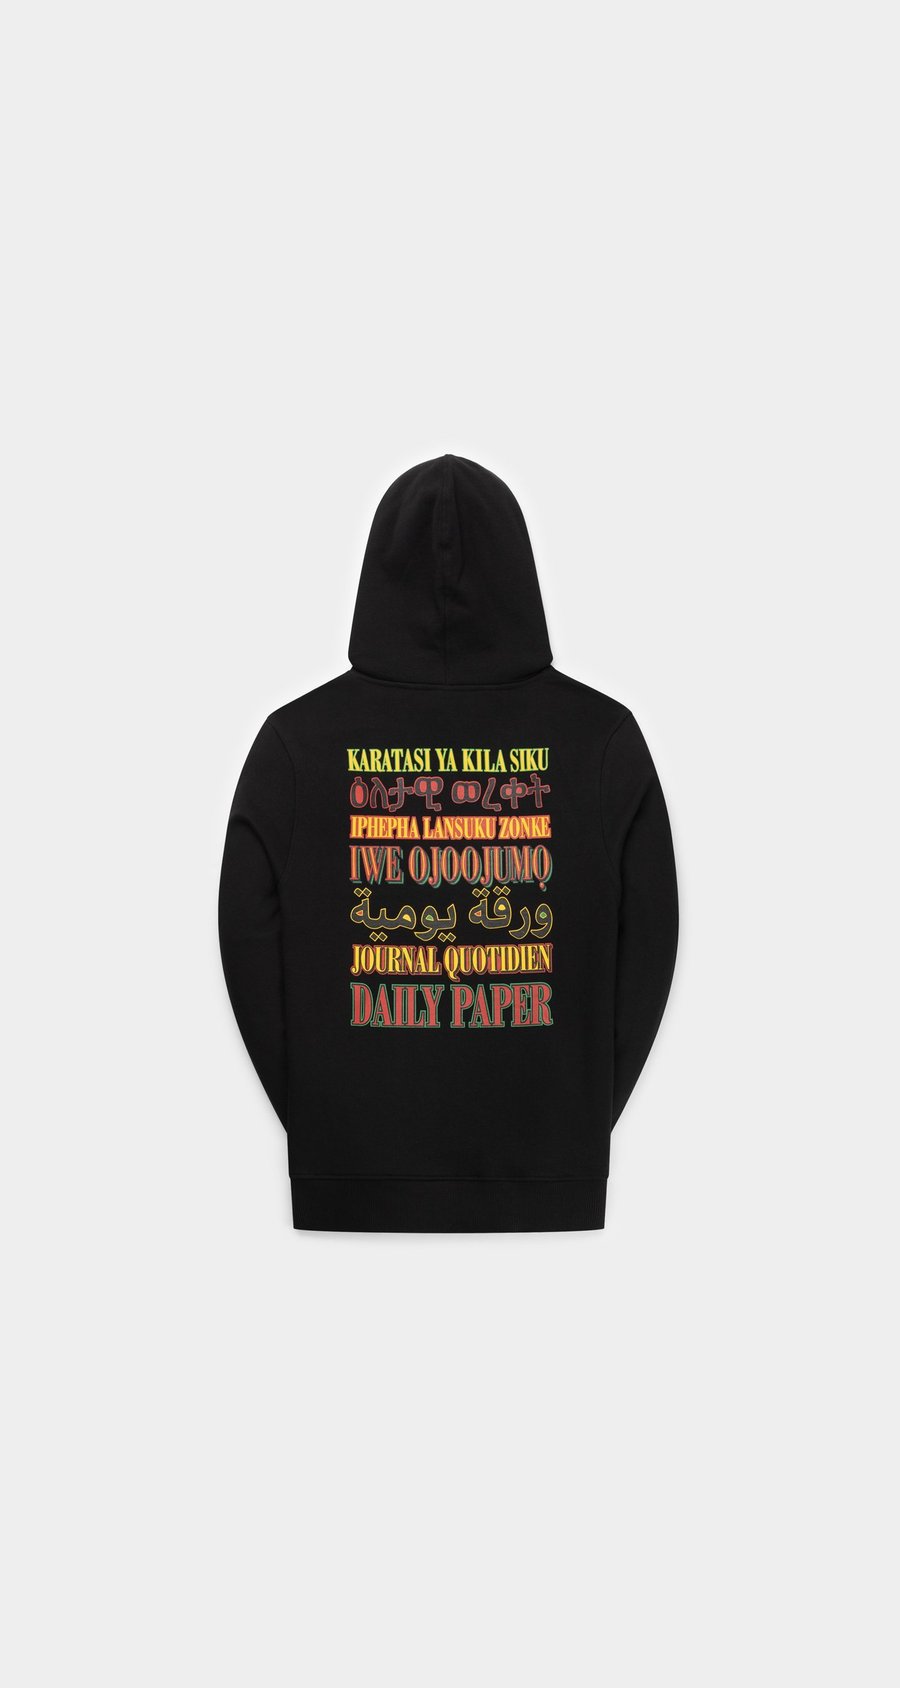 KARATASI YA KILA SIKU
ዕለታዊ ወረቀት
IPHEPHA LANSUKU ZONKE
IWE OJOOJUMỌ
ورقة يومية
JOURNAL QUOTIDIEN
DAILY PAPER